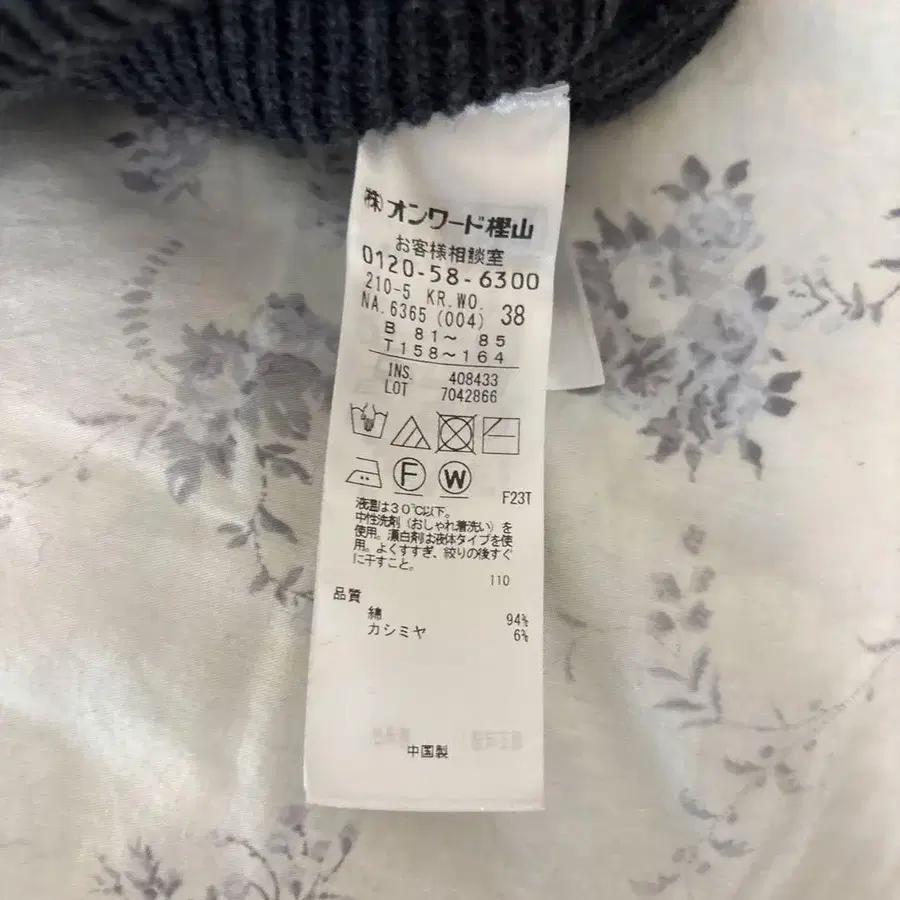 (株)オンワード樫山
お客様相談室
0120-58-6300
210-5 KR.WO.
NA.6365 (004) 38
B 81~ 85
T158~164
INS. 408433
LOT 7042866
F W
F23T
液温は30℃以下。
中性洗剤(おしゃれ着洗い)を
使用。漂白剤は液体タイプを使
用。よくすすぎ、絞りの後すぐ
に干すこと。
110
品質
綿 94%
カシミヤ 6%
中国製